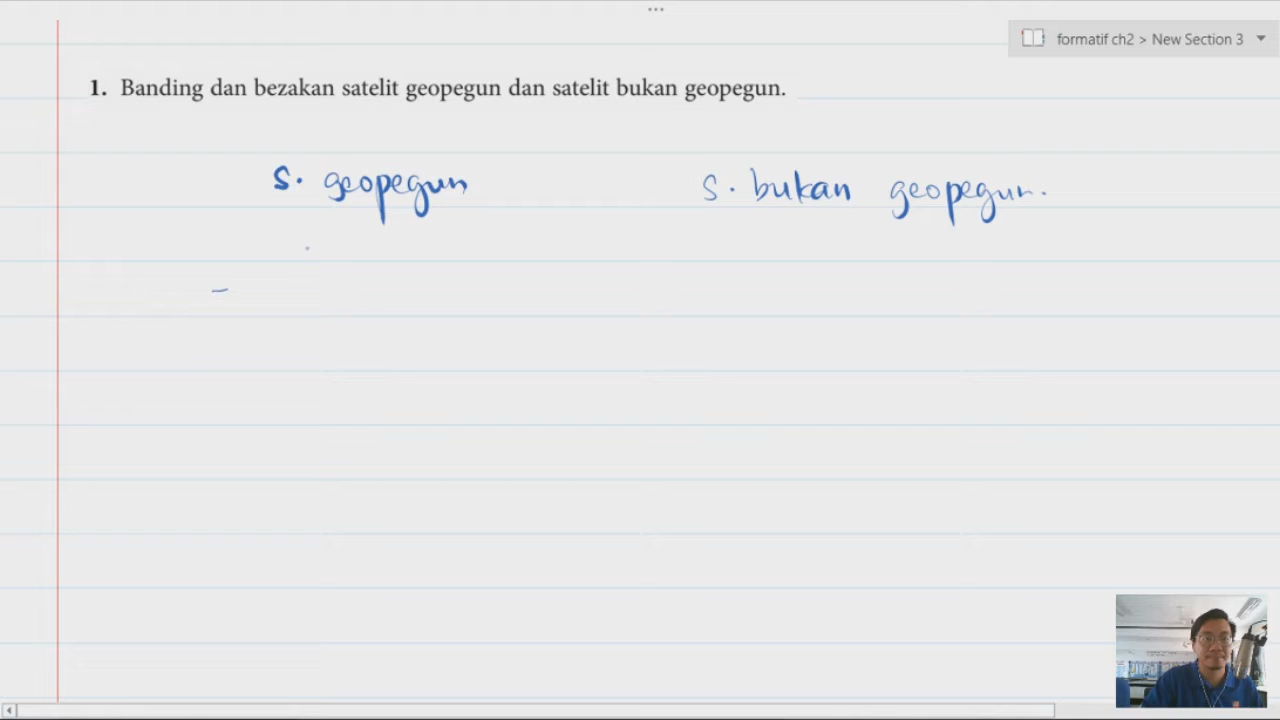 formatif ch2 > New Section 3
1. Banding dan bezakan satelit geopegun dan satelit bukan geopegun.
s. geopegun
s. bukan geopegun.
-